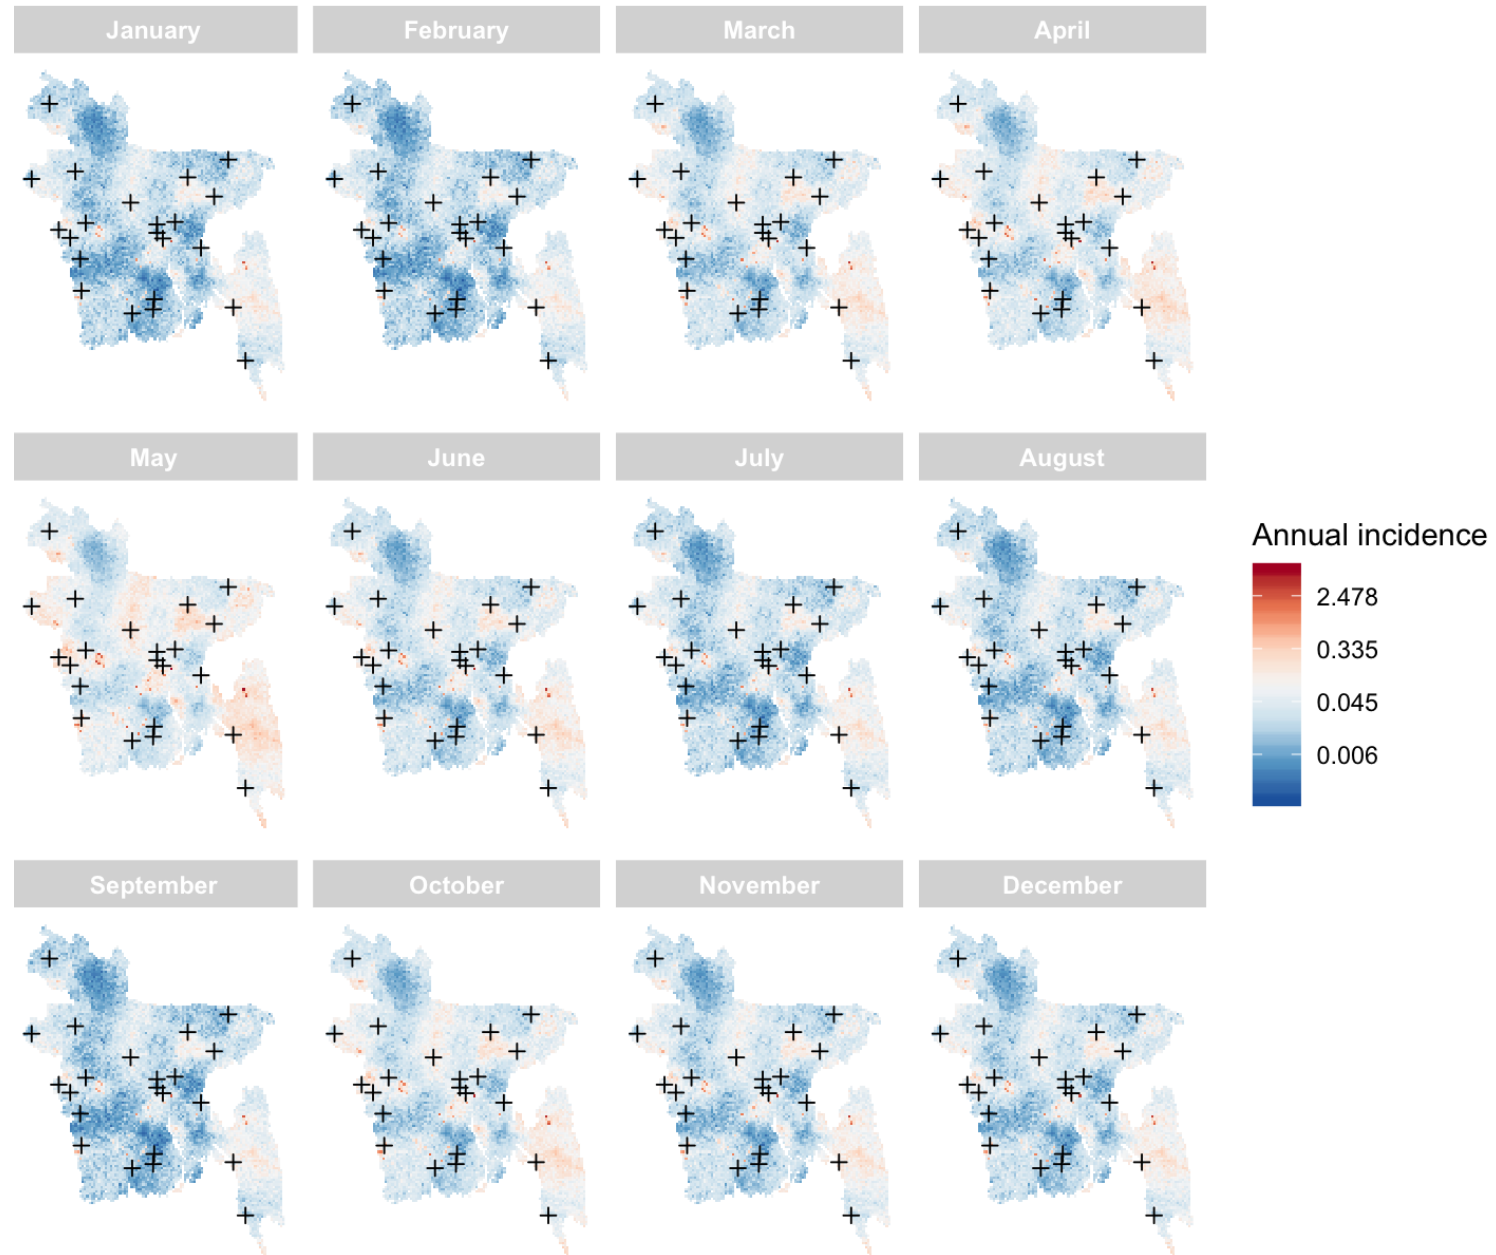 January
February
March
April
May
June
July
August
Annual incidence
2.478
0.335
0.045
0.006
September
October
November
December